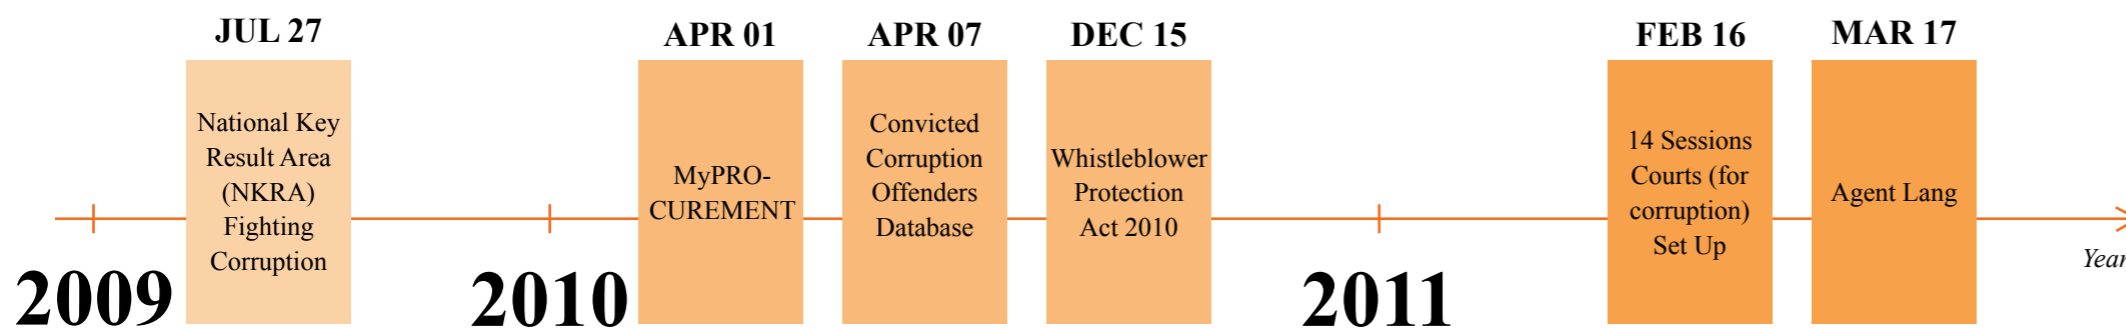 JUL 27
APR 01
APR 07
DEC 15
FEB 16
MAR 17
National Key
Result Area
(NKRA)
Fighting
Corruption
MyPRO-
CUREMENT
Convicted
Corruption
Offenders
Database
Whistleblower
Protection
Act 2010
14 Sessions
Courts (for
corruption)
Set Up
Agent Lang
2009
2010
2011
Year